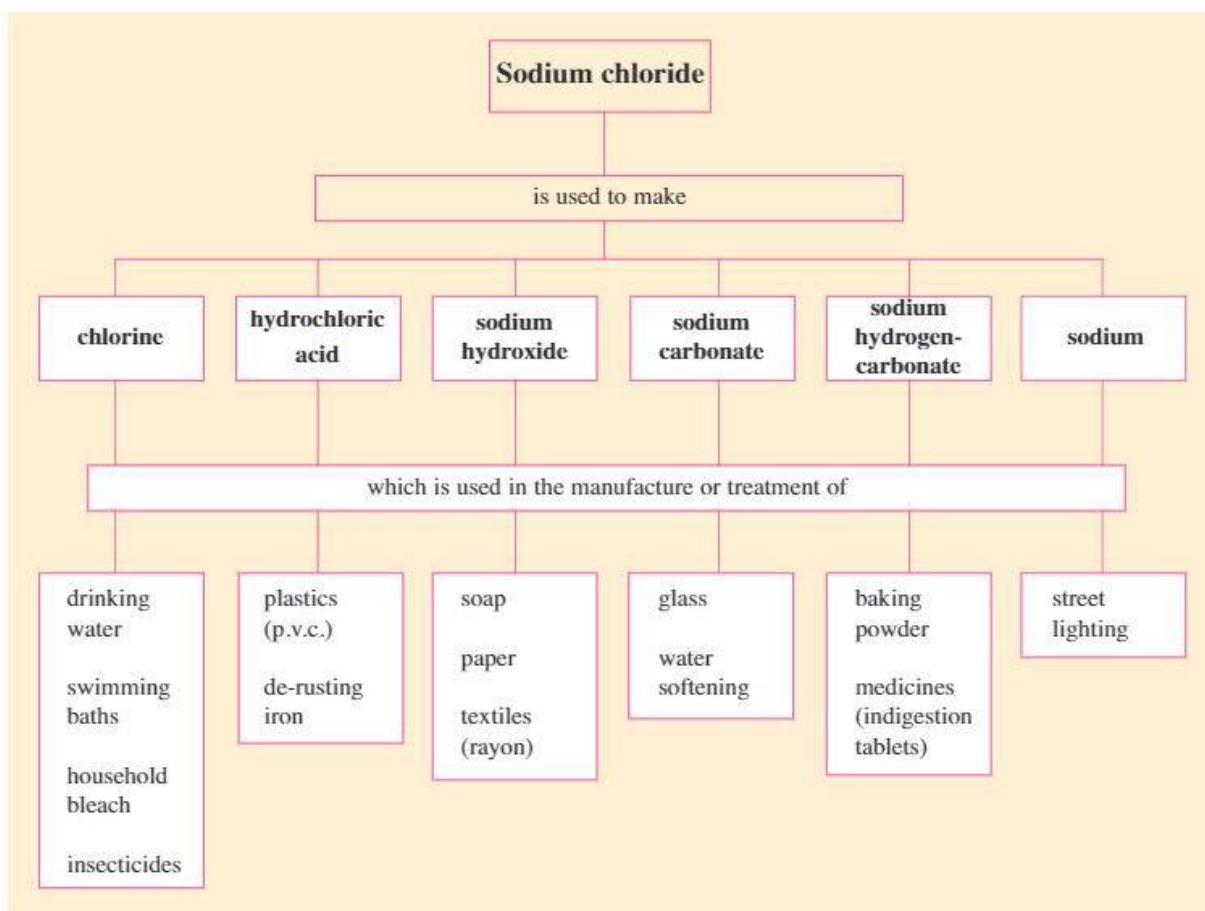 Sodium chloride
is used to make
chlorine
hydrochloric
acid
sodium
hydroxide
sodium
carbonate
sodium
hydrogen-
carbonate
sodium
which is used in the manufacture or treatment of
drinking
water
swimming
baths
household
bleach
insecticides
plastics
(p.v.c.)
de-rusting
iron
soap
paper
textiles
(rayon)
glass
water
softening
baking
powder
medicines
(indigestion
tablets)
street
lighting